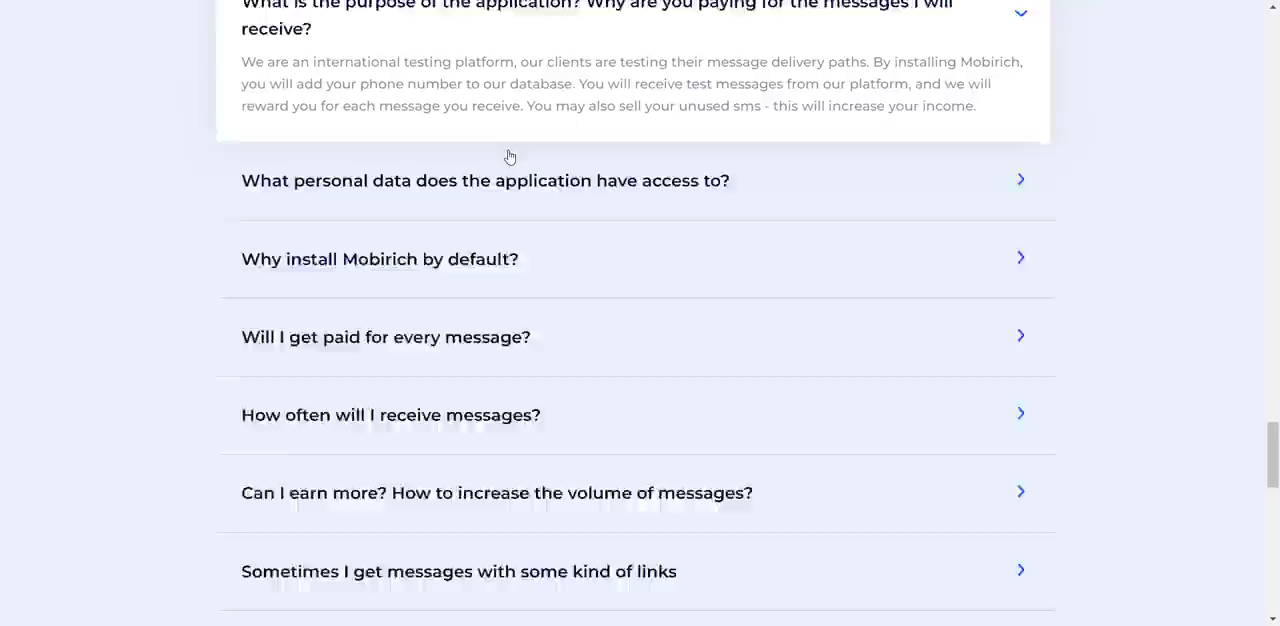 What is the purpose of the application? Why are you paying for the messages I will
receive?
We are an international testing platform, our clients are testing their message delivery paths. By installing Mobirich,
you will add your phone number to our database. You will receive test messages from our platform, and we will
reward you for each message you receive. You may also sell your unused sms - this will increase your income.
What personal data does the application have access to?
Why install Mobirich by default?
Will I get paid for every message?
How often will I receive messages?
Can I earn more? How to increase the volume of messages?
Sometimes I get messages with some kind of links